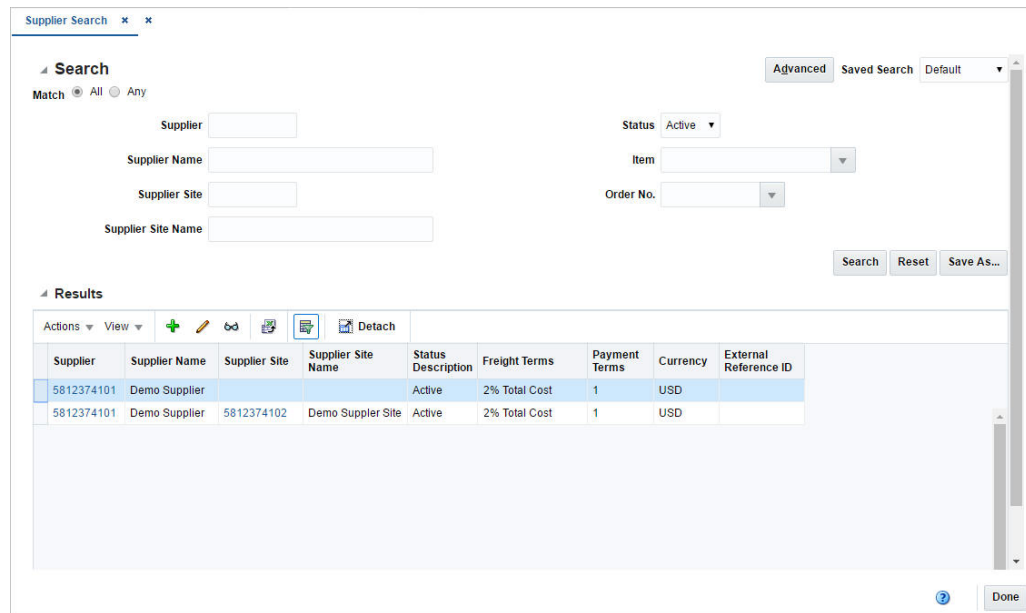 Supplier Search
Search
Advanced Saved Search Default
Match All Any
Supplier
Status Active
Supplier Name
Item
Supplier Site
Order No.
Supplier Site Name
Search Reset Save As...
Results
Actions View Detach
Supplier Supplier Name Supplier Site Supplier Site Name Status Description Freight Terms Payment Terms Currency External Reference ID
5812374101 Demo Supplier Active 2% Total Cost 1 USD
5812374101 Demo Supplier 5812374102 Demo Suppler Site Active 2% Total Cost 1 USD
Done